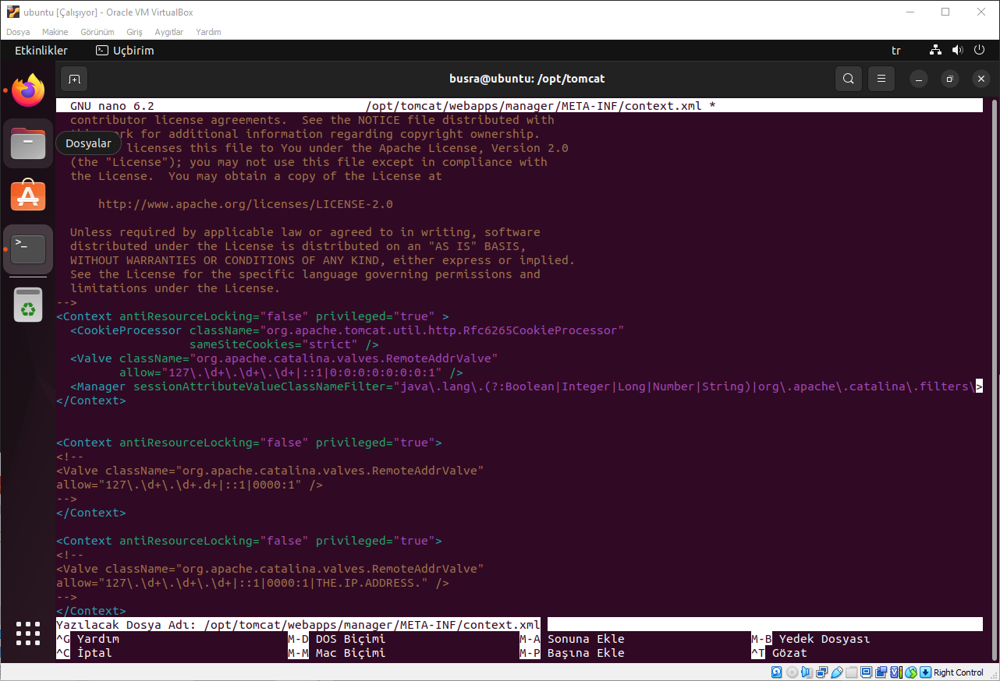 ubuntu [Çalışıyor] - Oracle VM VirtualBox
Dosya Makine Görünüm Giriş Aygıtlar Yardım
Etkinlikler Uçbirim tr
busra@ubuntu: /opt/tomcat
GNU nano 6.2 /opt/tomcat/webapps/manager/META-INF/context.xml *
contributor license agreements.  See the NOTICE file distributed with
rk for additional information regarding copyright ownership.
Dosyalar
licenses this file to You under the Apache License, Version 2.0
(the "License"); you may not use this file except in compliance with
the License.  You may obtain a copy of the License at
http://www.apache.org/licenses/LICENSE-2.0
Unless required by applicable law or agreed to in writing, software
distributed under the License is distributed on an "AS IS" BASIS,
WITHOUT WARRANTIES OR CONDITIONS OF ANY KIND, either express or implied.
See the License for the specific language governing permissions and
limitations under the License.
-->
<Context antiResourceLocking="false" privileged="true" >
<CookieProcessor className="org.apache.tomcat.util.http.Rfc6265CookieProcessor"
sameSiteCookies="strict" />
<Valve className="org.apache.catalina.valves.RemoteAddrValve"
allow="127\.\d+\.\d+\.\d+|::1|0:0:0:0:0:0:0:1" />
<Manager sessionAttributeValueClassNameFilter="java\.lang\.(?:Boolean|Integer|Long|Number|String)|org\.apache\.catalina\.filters\>
</Context>
<Context antiResourceLocking="false" privileged="true">
<!--
<Valve className="org.apache.catalina.valves.RemoteAddrValve"
allow="127\.\d+\.\d+.d+|::1|0000:1" />
-->
</Context>
<Context antiResourceLocking="false" privileged="true">
<!--
<Valve className="org.apache.catalina.valves.RemoteAddrValve"
allow="127\.\d+\.\d+\.\d+|::1|0000:1|THE.IP.ADDRESS." />
-->
</Context>
Yazılacak Dosya Adı: /opt/tomcat/webapps/manager/META-INF/context.xml
^G Yardım M-D DOS Biçimi M-A Sonuna Ekle M-B Yedek Dosyası
^C İptal M-M Mac Biçimi M-P Başına Ekle ^T Gözat
Right Control